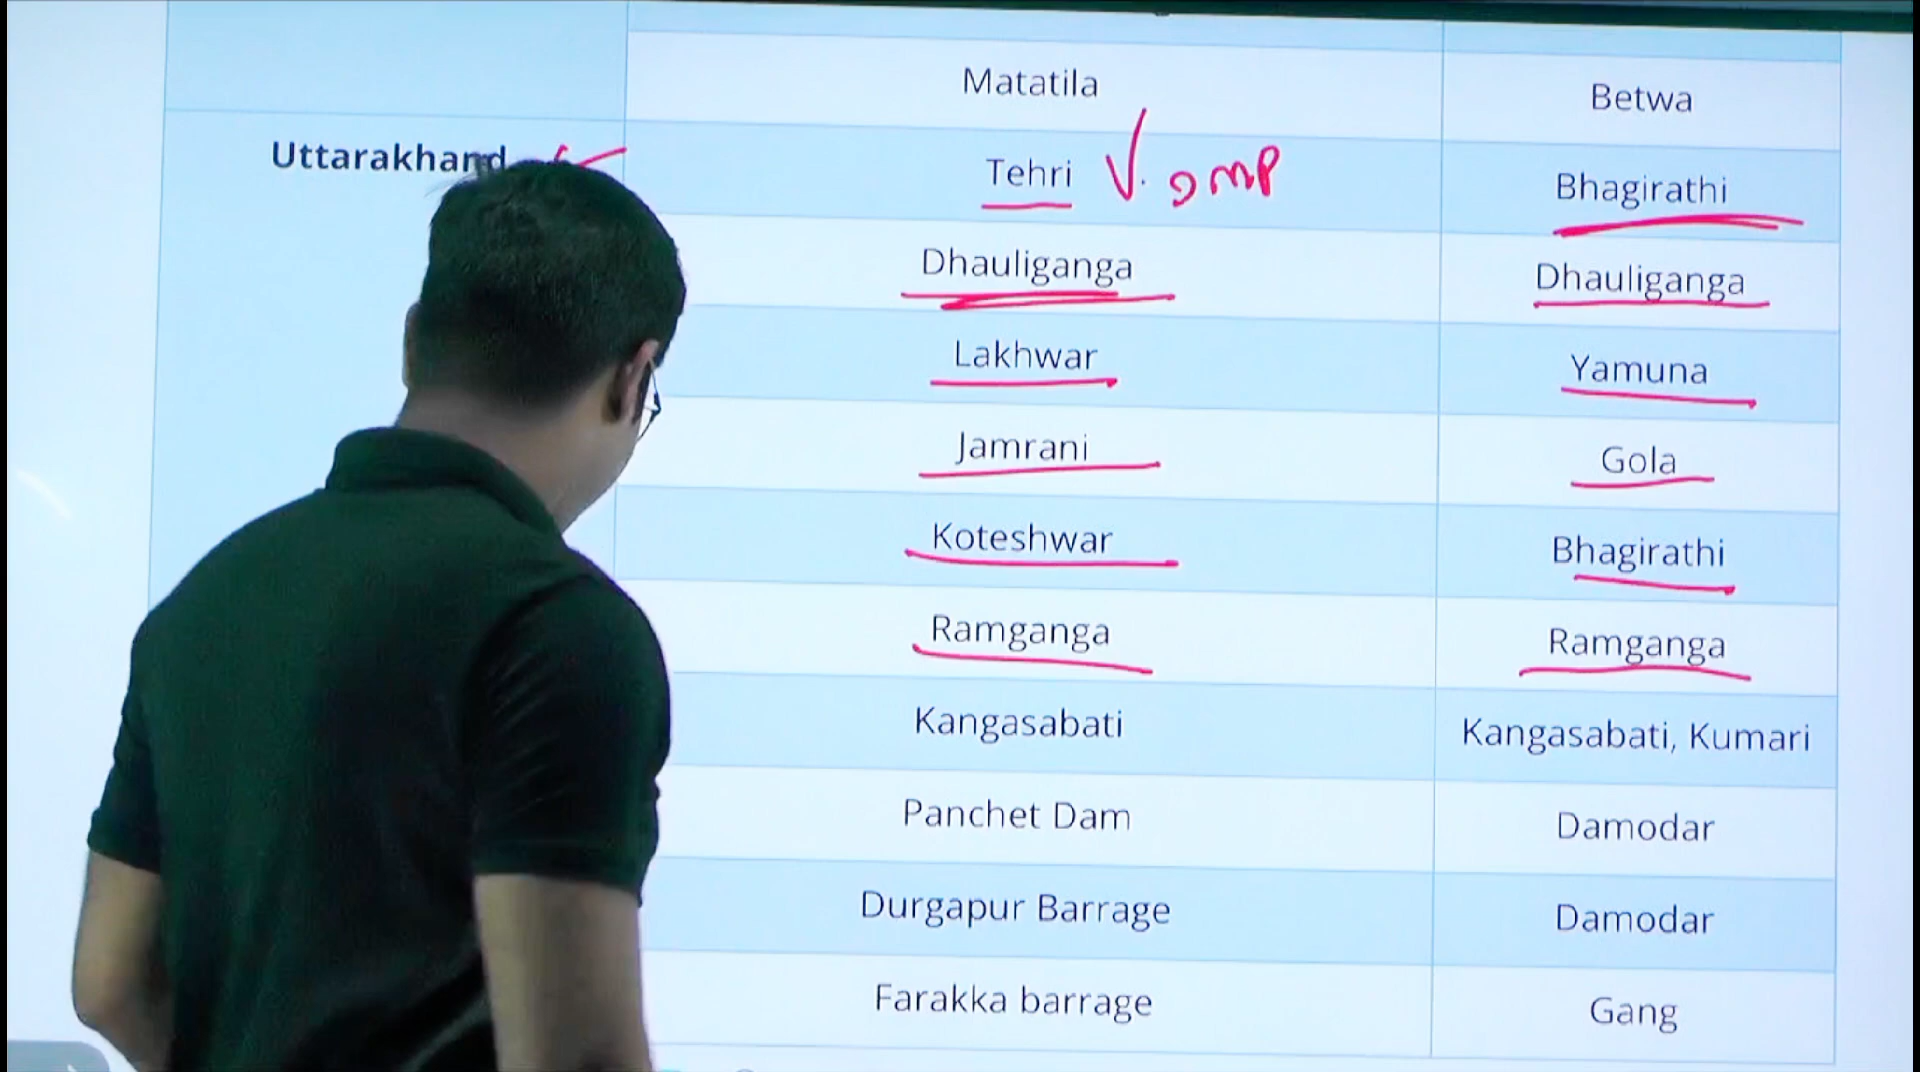 Matatila Betwa
Uttarakhand Tehri V. Imp Bhagirathi
Dhauliganga Dhauliganga
Lakhwar Yamuna
Jamrani Gola
Koteshwar Bhagirathi
Ramganga Ramganga
Kangasabati Kangasabati, Kumari
Panchet Dam Damodar
Durgapur Barrage Damodar
Farakka barrage Gang